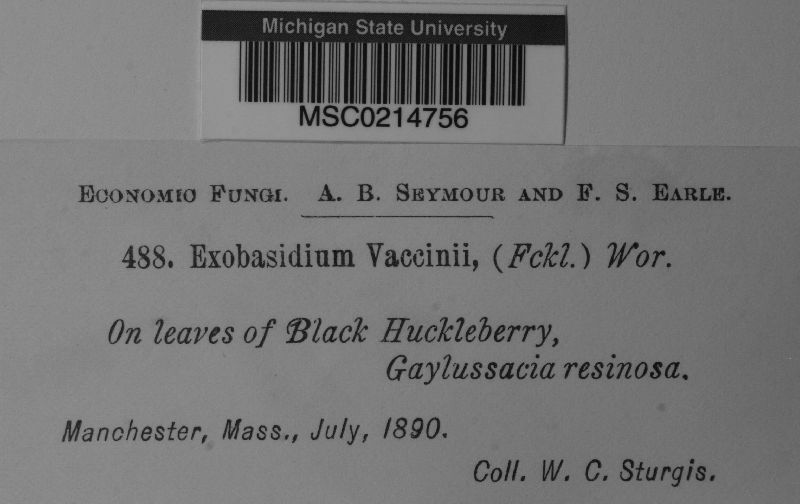 Michigan State University
MSC0214756
Economic Fungi. A. B. Seymour and F. S. Earle.
488. Exobasidium Vaccinii, (Fckl.) Wor.
On leaves of Black Huckleberry,
Gaylussacia resinosa.
Manchester, Mass., July, 1890.
Coll. W. C. Sturgis.